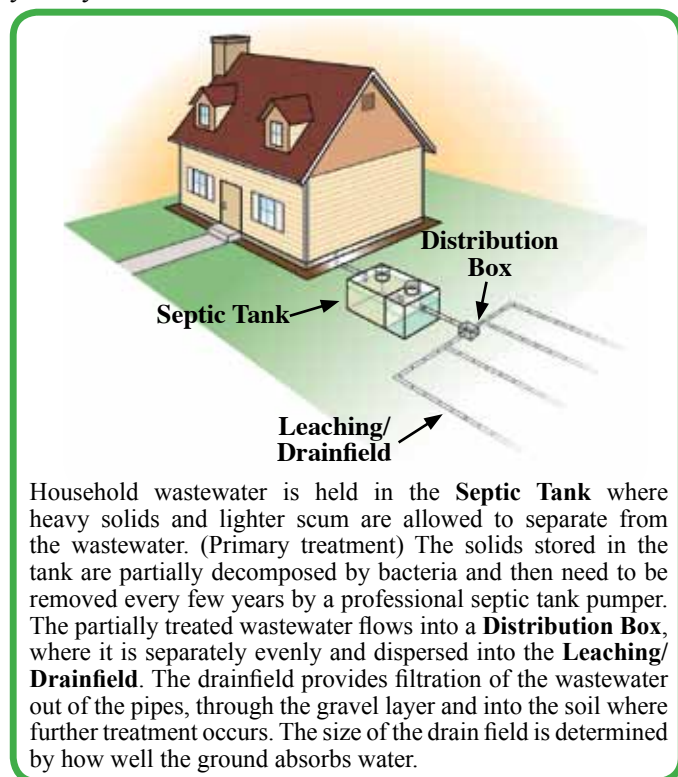 Distribution
Box
Septic Tank
Leaching/
Drainfield
Household wastewater is held in the Septic Tank where
heavy solids and lighter scum are allowed to separate from
the wastewater. (Primary treatment) The solids stored in the
tank are partially decomposed by bacteria and then need to be
removed every few years by a professional septic tank pumper.
The partially treated wastewater flows into a Distribution Box,
where it is separately evenly and dispersed into the Leaching/
Drainfield. The drainfield provides filtration of the wastewater
out of the pipes, through the gravel layer and into the soil where
further treatment occurs. The size of the drain field is determined
by how well the ground absorbs water.